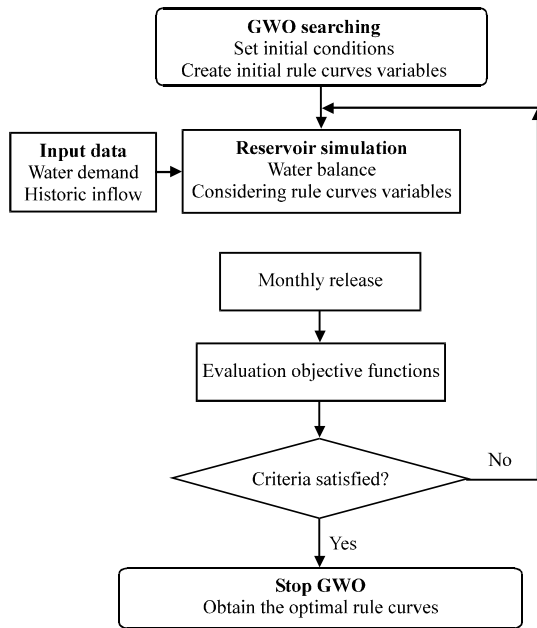 GWO searching
Set initial conditions
Create initial rule curves variables
Input data
Water demand
Historic inflow
Reservoir simulation
Water balance
Considering rule curves variables
Monthly release
Evaluation objective functions
Criteria satisfied?
No
Yes
Stop GWO
Obtain the optimal rule curves